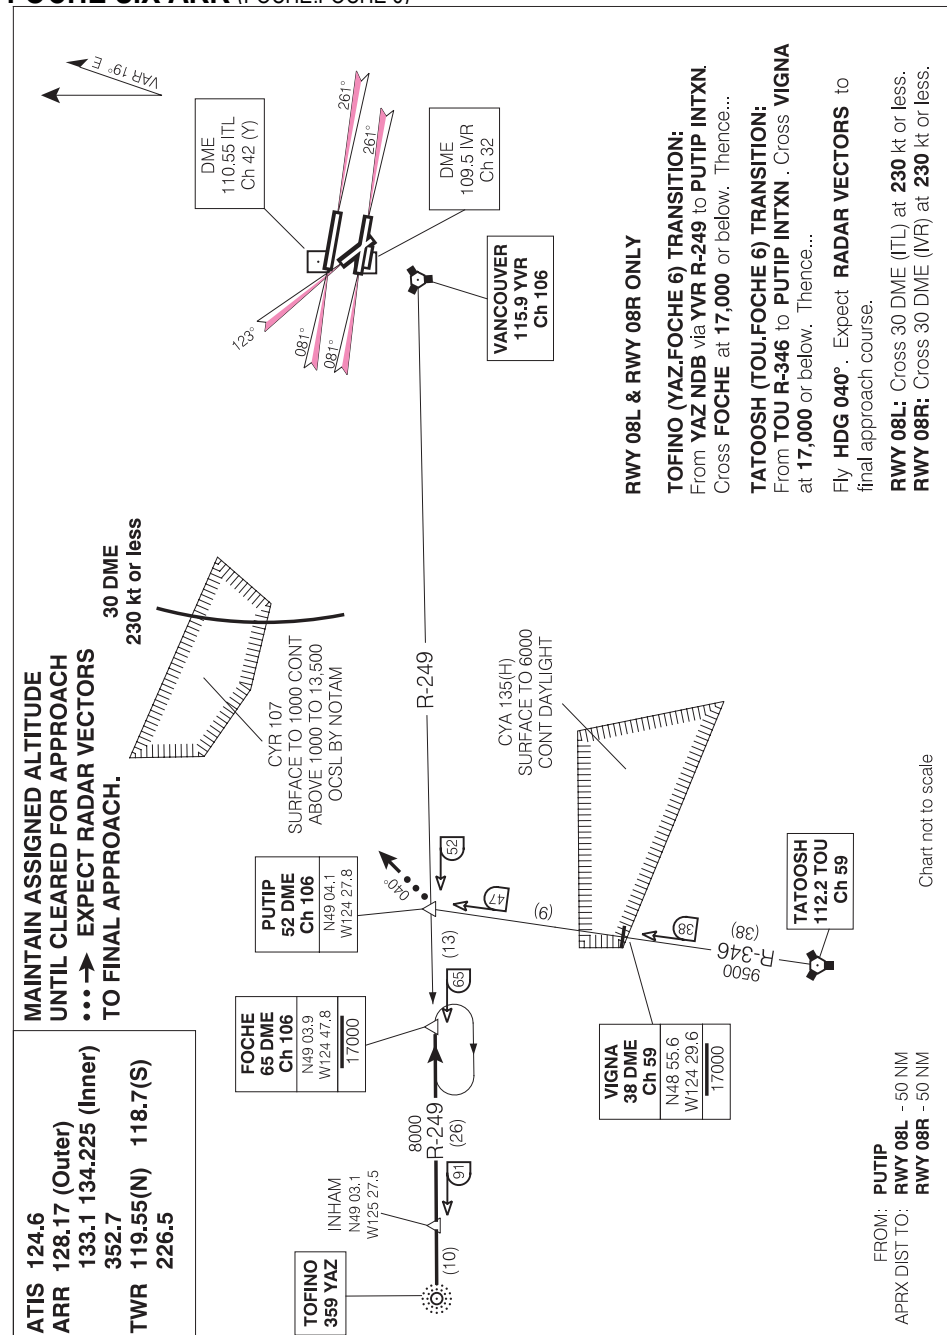 ATIS 124.6
ARR 128.17 (Outer)
133.1 134.225 (Inner)
352.7
TWR 119.55(N) 118.7(S)
226.5
MAINTAIN ASSIGNED ALTITUDE
UNTIL CLEARED FOR APPROACH
EXPECT RADAR VECTORS
TO FINAL APPROACH.
30 DME
230 kt or less
VAR 19° E
DME
110.55 ITL
Ch 42 (Y)
261°
261°
DME
109.5 IVR
Ch 32
123°
081°
081°
VANCOUVER
115.9 YVR
Ch 106
CYR 107
SURFACE TO 1000 CONT
ABOVE 1000 TO 13,500
OCSL BY NOTAM
R-249
CYA 135(H)
SURFACE TO 6000
CONT DAYLIGHT
PUTIP
52 DME
Ch 106
N49 04.1
W124 27.8
040°
52
47
(9)
(13)
65
FOCHE
65 DME
Ch 106
N49 03.9
W124 47.8
17000
8000
R-249
(26)
91
INHAM
N49 03.1
W125 27.5
(10)
TOFINO
359 YAZ
38
(38)
R-346
9500
TATOOSH
112.2 TOU
Ch 59
VIGNA
38 DME
Ch 59
N48 55.6
W124 29.6
17000
RWY 08L & RWY 08R ONLY
TOFINO (YAZ.FOCHE 6) TRANSITION:
From YAZ NDB via YVR R-249 to PUTIP INTXN.
Cross FOCHE at 17,000 or below. Thence...
TATOOSH (TOU.FOCHE 6) TRANSITION:
From TOU R-346 to PUTIP INTXN . Cross VIGNA
at 17,000 or below. Thence...
Fly HDG 040°. Expect RADAR VECTORS to
final approach course.
RWY 08L: Cross 30 DME (ITL) at 230 kt or less.
RWY 08R: Cross 30 DME (IVR) at 230 kt or less.
FROM: PUTIP
APRX DIST TO: RWY 08L - 50 NM
RWY 08R - 50 NM
Chart not to scale